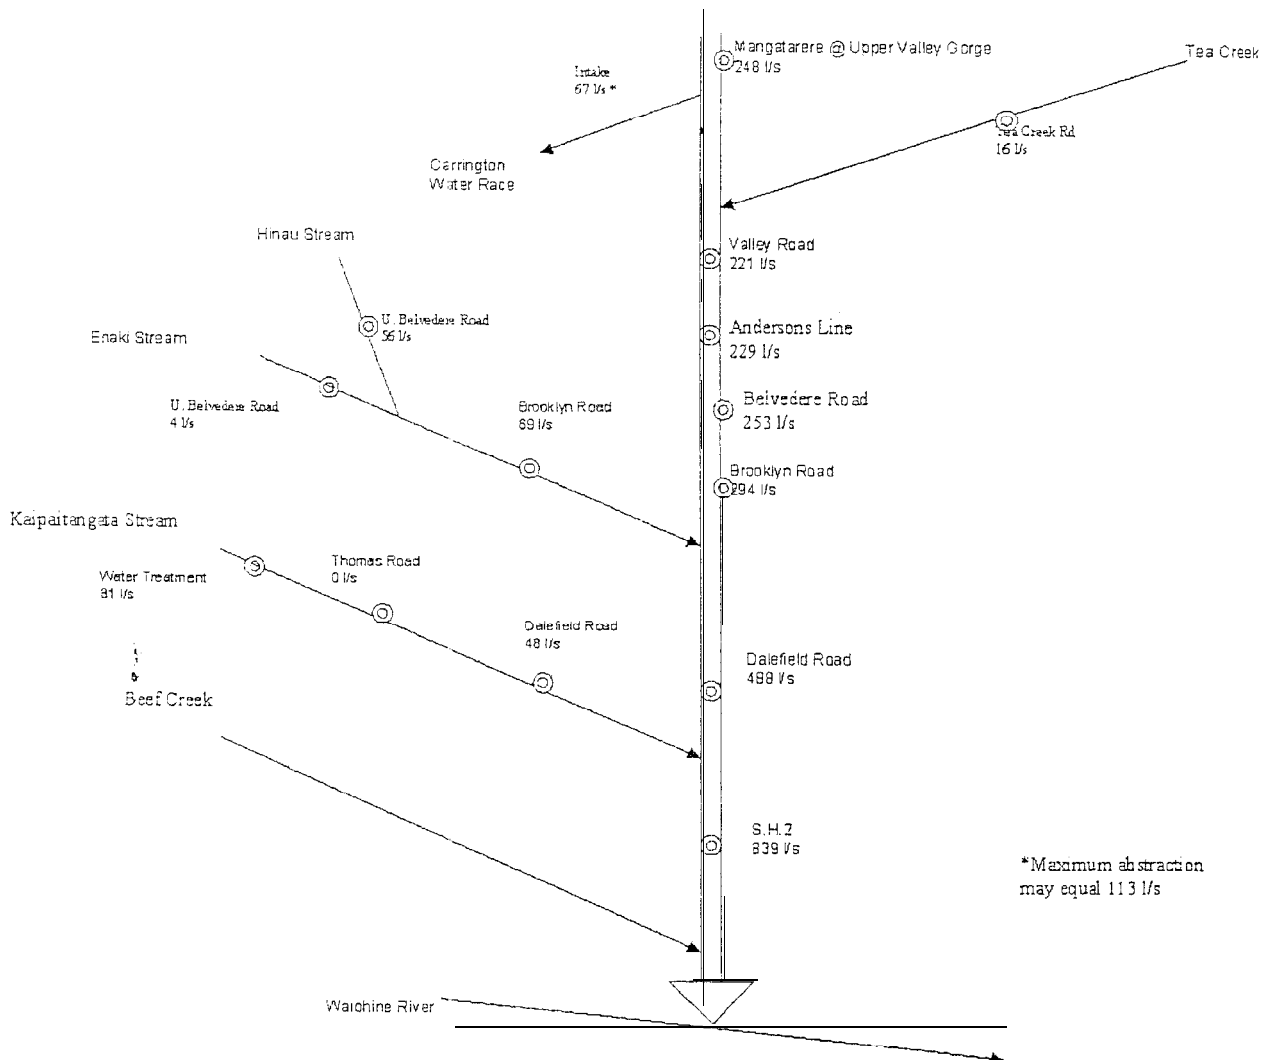 Mangatarere @ Upper Valley Gorge
248 l/s
Tea Creek
Intake
67 l/s *
Tea Creek Rd
16 l/s
Carrington
Water Race
Hinau Stream
Valley Road
221 l/s
U. Belvedere Road
56 l/s
Andersons Line
229 l/s
Enaki Stream
U. Belvedere Road
4 l/s
Brooklyn Road
69 l/s
Belvedere Road
253 l/s
Brooklyn Road
294 l/s
Kaipaitangata Stream
Water Treatment
81 l/s
Thomas Road
0 l/s
Dalefield Road
48 l/s
Dalefield Road
488 l/s
Beef Creek
S.H.2
839 l/s
*Maximum abstraction
may equal 113 l/s
Waiohine River